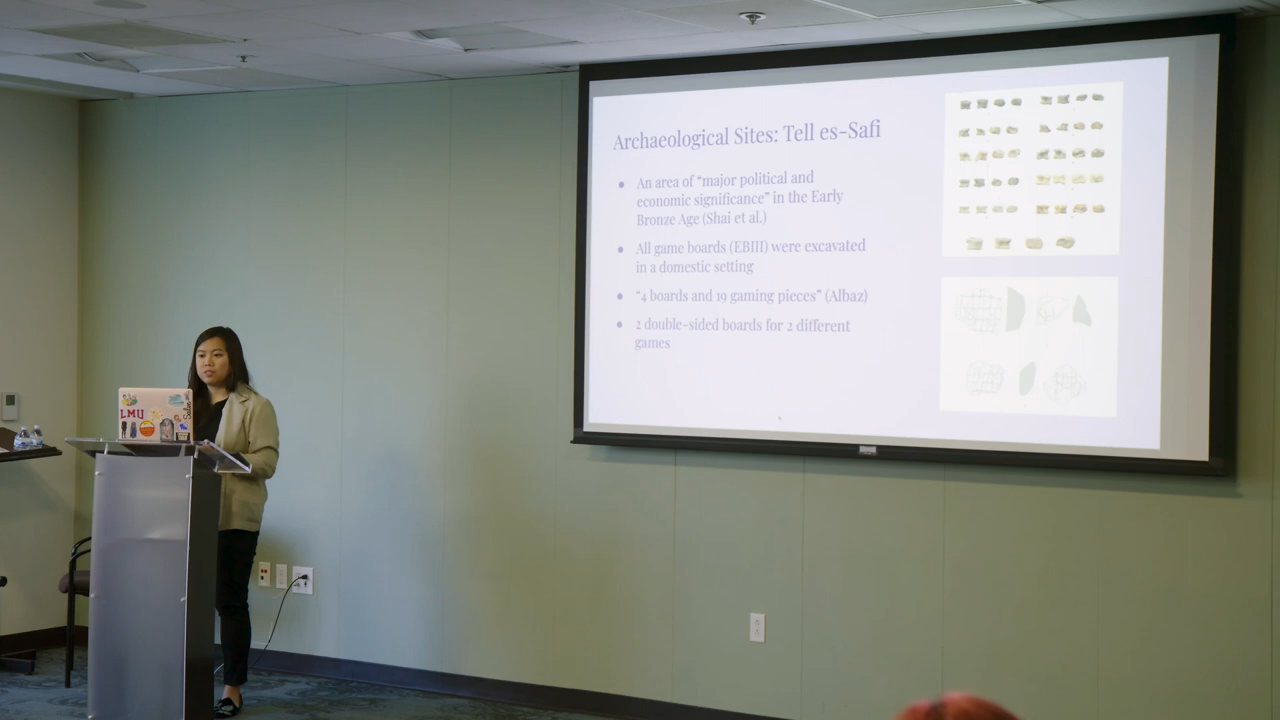 Archaeological Sites: Tell es-Safi
• An area of “major political and
economic significance” in the Early
Bronze Age (Shai et al.)
• All game boards (EBIII) were excavated
in a domestic setting
• “4 boards and 19 gaming pieces” (Albaz)
• 2 double-sided boards for 2 different
games
LMU